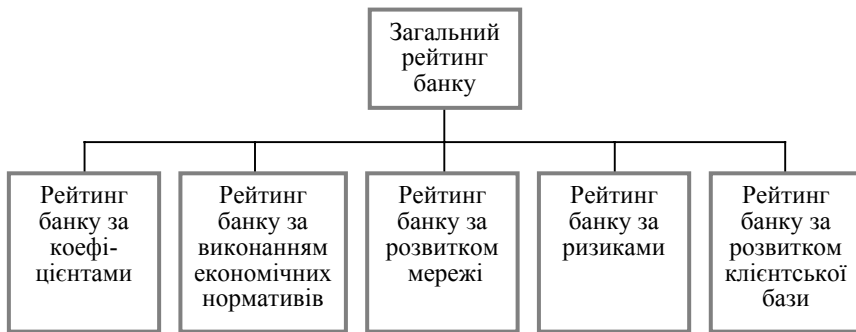 Загальний
рейтинг
банку
Рейтинг
банку за
коефі-
цієнтами
Рейтинг
банку за
виконанням
економічних
нормативів
Рейтинг
банку за
розвитком
мережі
Рейтинг
банку за
ризиками
Рейтинг
банку за
розвитком
клієнтської
бази